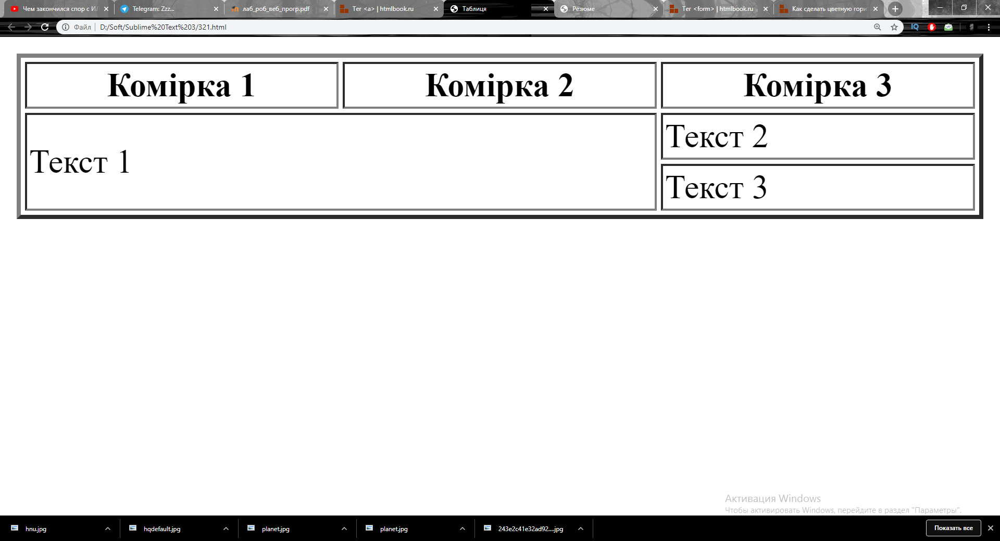 Чем закончился спор с ИЛ
Telegram: Zzz...
лаб_роб_веб_прогр.pdf
Тег <a> | htmlbook.ru
Таблиця
Резюме
Тег <form> | htmlbook.ru
Как сделать цветную гори
Файл
D:/Soft/Sublime%20Text%203/321.html
IQ
Комірка 1
Комірка 2
Комірка 3
Текст 1
Текст 2
Текст 3
Активация Windows
Чтобы активировать Windows, перейдите в раздел "Параметры".
hnu.jpg
hqdefault.jpg
planet.jpg
planet.jpg
243e2c41e32ad92....jpg
Показать все